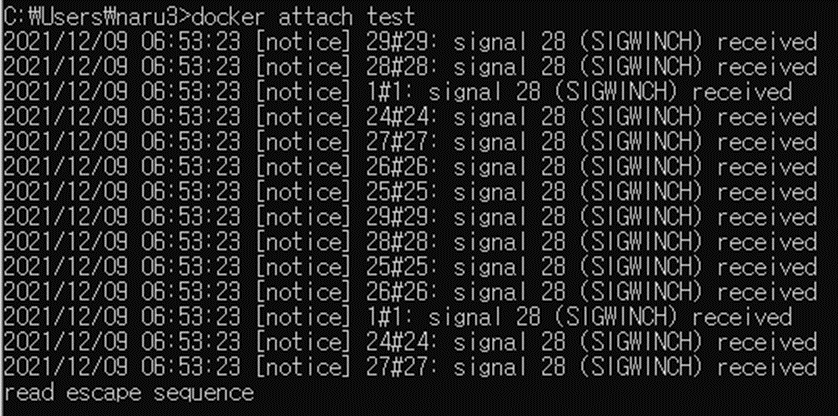 C:₩Users₩naru3>docker attach test
2021/12/09 06:53:23 [notice] 29#29: signal 28 (SIGWINCH) received
2021/12/09 06:53:23 [notice] 28#28: signal 28 (SIGWINCH) received
2021/12/09 06:53:23 [notice] 1#1: signal 28 (SIGWINCH) received
2021/12/09 06:53:23 [notice] 24#24: signal 28 (SIGWINCH) received
2021/12/09 06:53:23 [notice] 27#27: signal 28 (SIGWINCH) received
2021/12/09 06:53:23 [notice] 26#26: signal 28 (SIGWINCH) received
2021/12/09 06:53:23 [notice] 25#25: signal 28 (SIGWINCH) received
2021/12/09 06:53:23 [notice] 29#29: signal 28 (SIGWINCH) received
2021/12/09 06:53:23 [notice] 28#28: signal 28 (SIGWINCH) received
2021/12/09 06:53:23 [notice] 25#25: signal 28 (SIGWINCH) received
2021/12/09 06:53:23 [notice] 26#26: signal 28 (SIGWINCH) received
2021/12/09 06:53:23 [notice] 1#1: signal 28 (SIGWINCH) received
2021/12/09 06:53:23 [notice] 24#24: signal 28 (SIGWINCH) received
2021/12/09 06:53:23 [notice] 27#27: signal 28 (SIGWINCH) received
read escape sequence